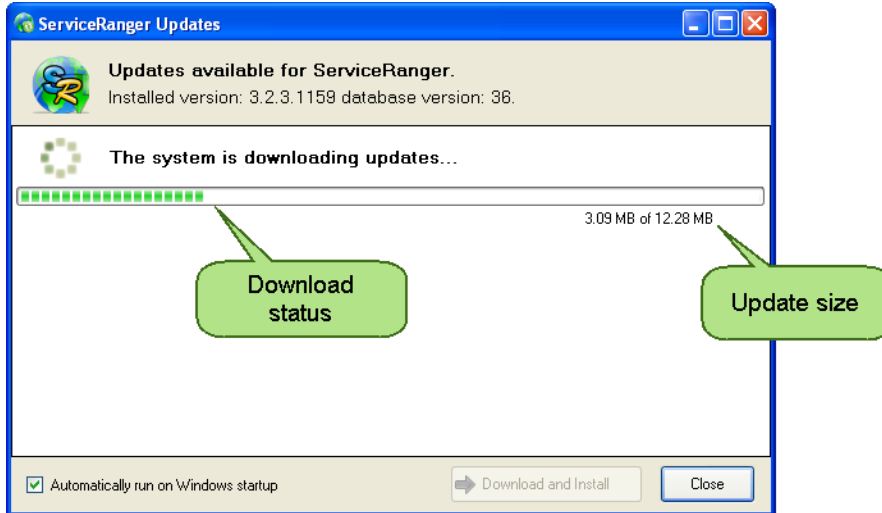 ServiceRanger Updates
SR
Updates available for ServiceRanger.
Installed version: 3.2.3.1159 database version: 36.
The system is downloading updates...
3.09 MB of 12.28 MB
Download
status
Update size
Automatically run on Windows startup
Download and Install
Close